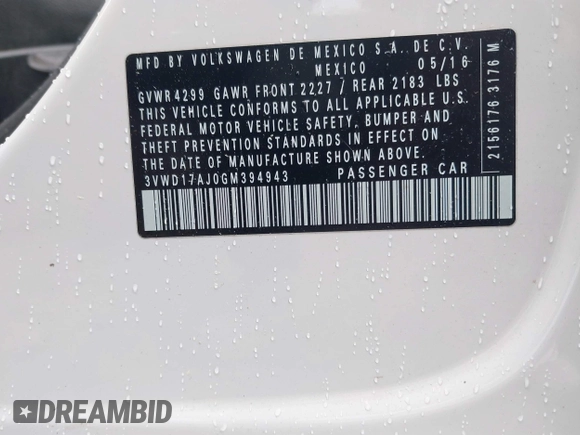 MFD BY VOLKSWAGEN DE MEXICO S.A. DE C.V.
MEXICO 05/16
GVWR 4299 GAWR FRONT 2227 / REAR 2183 LBS
THIS VEHICLE CONFORMS TO ALL APPLICABLE U.S.
FEDERAL MOTOR VEHICLE SAFETY, BUMPER AND
THEFT PREVENTION STANDARDS IN EFFECT ON
THE DATE OF MANUFACTURE SHOWN ABOVE.
3VWD17AJ0GM394943 PASSENGER CAR
2156176 3176 M
DREAMBID